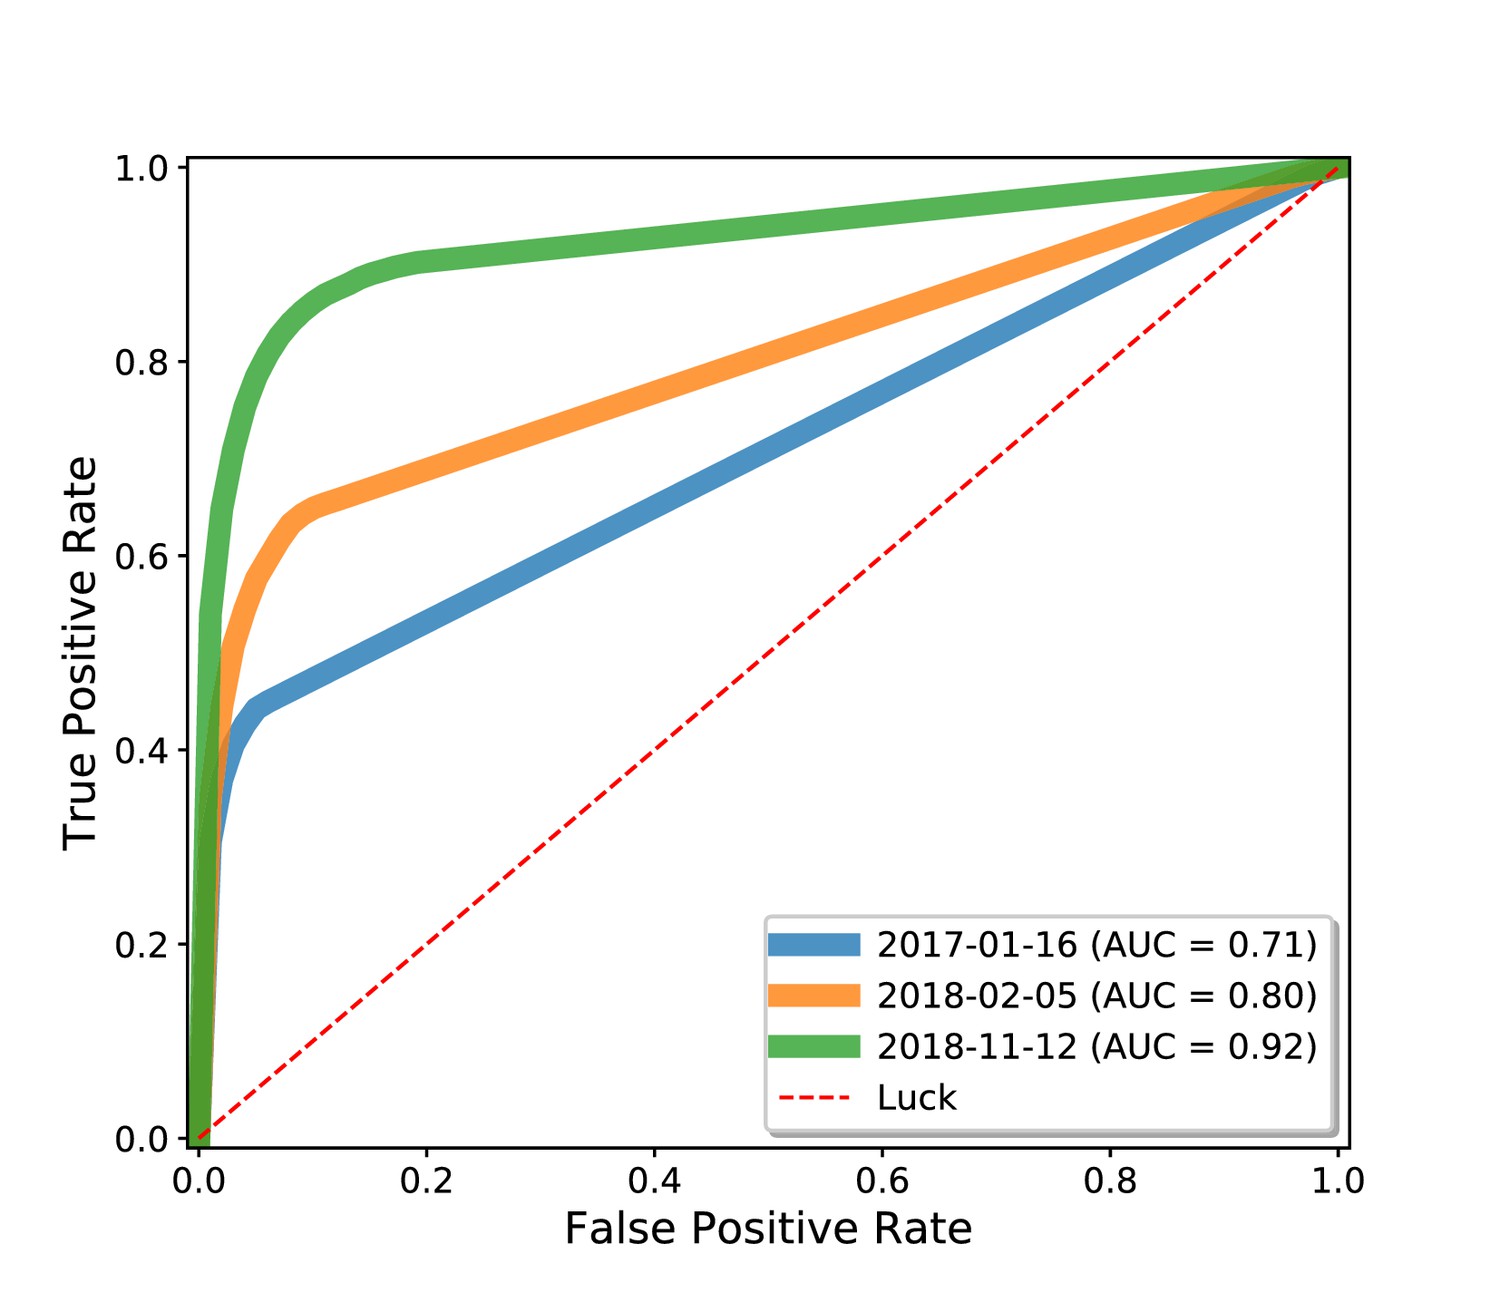 1.0
0.8
0.6
0.4
0.2
0.0
True Positive Rate
2017-01-16 (AUC = 0.71)
2018-02-05 (AUC = 0.80)
2018-11-12 (AUC = 0.92)
Luck
0.0 0.2 0.4 0.6 0.8 1.0
False Positive Rate